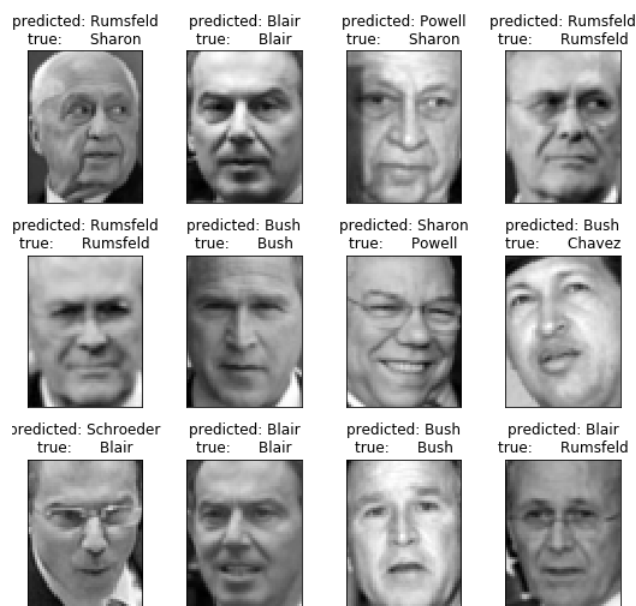 predicted: Rumsfeld
true: Sharon
predicted: Blair
true: Blair
predicted: Powell
true: Sharon
predicted: Rumsfeld
true: Rumsfeld
predicted: Rumsfeld
true: Rumsfeld
predicted: Bush
true: Bush
predicted: Sharon
true: Powell
predicted: Bush
true: Chavez
predicted: Schroeder
true: Blair
predicted: Blair
true: Blair
predicted: Bush
true: Bush
predicted: Blair
true: Rumsfeld